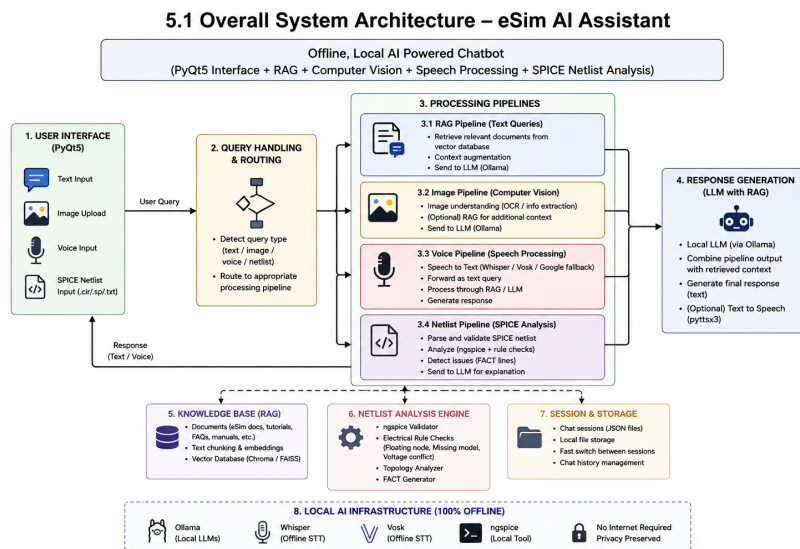 5.1 Overall System Architecture – eSim AI Assistant
Offline, Local AI Powered Chatbot
(PyQt5 Interface + RAG + Computer Vision + Speech Processing + SPICE Netlist Analysis)
1. USER INTERFACE
(PyQt5)
Text Input
Image Upload
Voice Input
SPICE Netlist
Input (.cir/.sp/.txt)
User Query
Response
(Text / Voice)
2. QUERY HANDLING
& ROUTING
• Detect query type
(text / image /
voice / netlist)
• Route to appropriate
processing pipeline
3. PROCESSING PIPELINES
3.1 RAG Pipeline (Text Queries)
• Retrieve relevant documents from
vector database
• Context augmentation
• Send to LLM (Ollama)
3.2 Image Pipeline (Computer Vision)
• Image understanding (OCR / info extraction)
• (Optional) RAG for additional context
• Send to LLM (Ollama)
3.3 Voice Pipeline (Speech Processing)
• Speech to Text (Whisper / Vosk / Google fallback)
• Forward as text query
• Process through RAG / LLM
• Generate response
3.4 Netlist Pipeline (SPICE Analysis)
• Parse and validate SPICE netlist
• Analyze (ngspice + rule checks)
• Detect issues (FACT lines)
• Send to LLM for explanation
4. RESPONSE GENERATION
(LLM with RAG)
• Local LLM (via Ollama)
• Combine pipeline output
with retrieved context
• Generate final response
(text)
• (Optional) Text to Speech
(pyttsx3)
5. KNOWLEDGE BASE (RAG)
• Documents (eSim docs, tutorials,
FAQs, manuals, etc.)
• Text chunking & embeddings
• Vector Database (Chroma / FAISS)
6. NETLIST ANALYSIS ENGINE
• ngspice Validator
• Electrical Rule Checks
(Floating node, Missing model,
Voltage conflict)
• Topology Analyzer
• FACT Generator
7. SESSION & STORAGE
• Chat sessions (JSON files)
• Local file storage
• Fast switch between sessions
• Chat history management
8. LOCAL AI INFRASTRUCTURE (100% OFFLINE)
Ollama
(Local LLMs)
Whisper
(Offline STT)
Vosk
(Offline STT)
ngspice
(Local Tool)
No Internet Required
Privacy Preserved